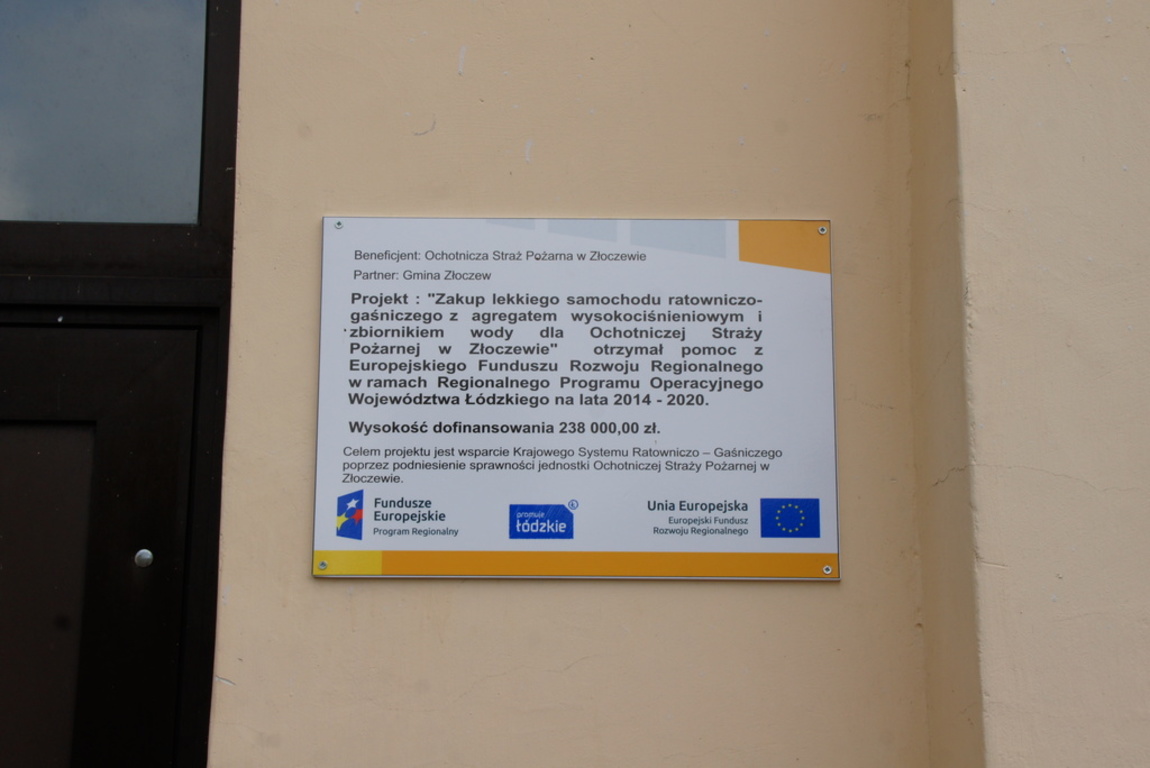 Beneficjent: Ochotnicza Straż Pożarna w Złoczewie
Partner: Gmina Złoczew
Projekt : "Zakup lekkiego samochodu ratowniczo-
gaśniczego z agregatem wysokociśnieniowym i
zbiornikiem wody dla Ochotniczej Straży
Pożarnej w Złoczewie" otrzymał pomoc z
Europejskiego Funduszu Rozwoju Regionalnego
w ramach Regionalnego Programu Operacyjnego
Województwa Łódzkiego na lata 2014 - 2020.
Wysokość dofinansowania 238 000,00 zł.
Celem projektu jest wsparcie Krajowego Systemu Ratowniczo – Gaśniczego
poprzez podniesienie sprawności jednostki Ochotniczej Straży Pożarnej w
Złoczewie.
Fundusze
Europejskie
Program Regionalny
promuje
łódzkie
Ł
Unia Europejska
Europejski Fundusz
Rozwoju Regionalnego